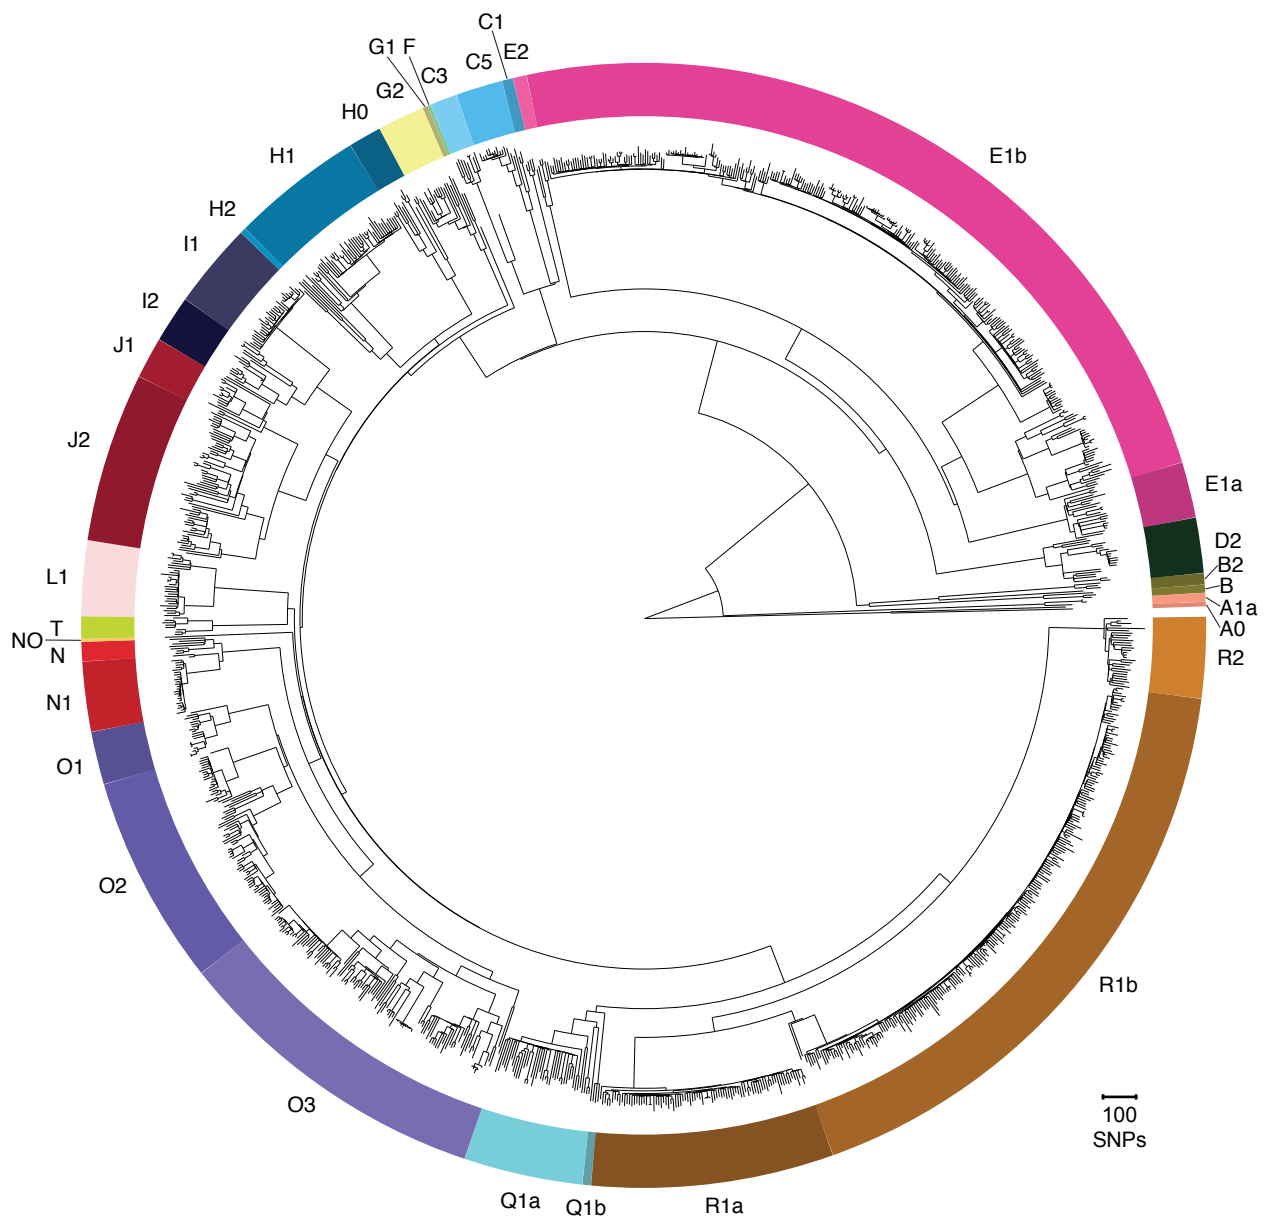 C1
G1 F
E2
C5
C3
G2
H0
H1
E1b
H2
I1
I2
J1
J2
E1a
D2
B2
L1
B
A1a
T
A0
NO
N
R2
N1
O1
O2
R1b
O3
100
SNPs
Q1a
Q1b
R1a